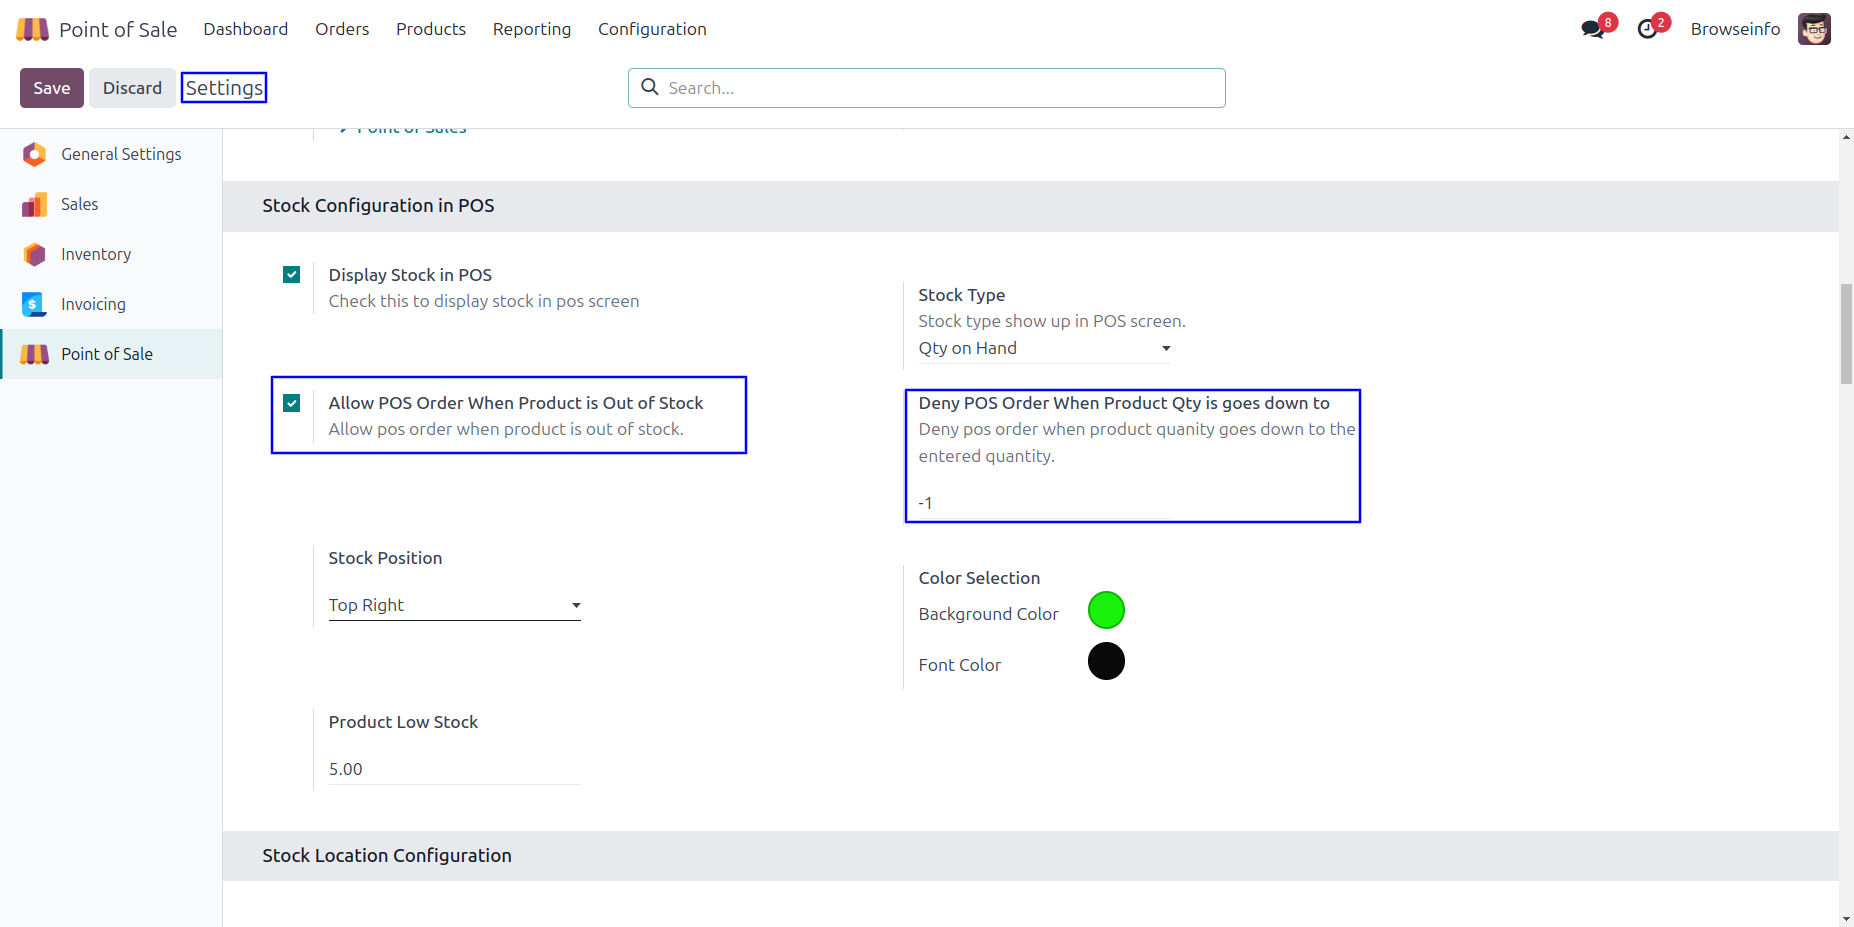 Point of Sale Dashboard Orders Products Reporting Configuration 8 2 Browseinfo
Save Discard Settings Search...
Point of Sales
General Settings
Sales
Inventory
Invoicing
Point of Sale
Stock Configuration in POS
Display Stock in POS
Check this to display stock in pos screen
Stock Type
Stock type show up in POS screen.
Qty on Hand
Allow POS Order When Product is Out of Stock
Allow pos order when product is out of stock.
Deny POS Order When Product Qty is goes down to
Deny pos order when product quanity goes down to the
entered quantity.
-1
Stock Position
Top Right
Color Selection
Background Color
Font Color
Product Low Stock
5.00
Stock Location Configuration